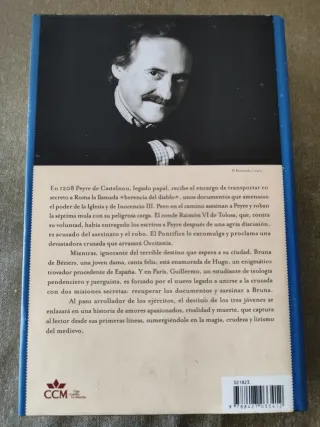 En 1208 Peyre de Castelnou, legado papal, recibe el encargo de transportar en
secreto a Roma la llamada «herencia del diablo», unos documentos que amenazan
el poder de la Iglesia y de Inocencio III. Pero en el camino asesinan a Peyre y roban
la séptima mula con su peligrosa carga. El conde Raimón VI de Tolosa, que, contra
su voluntad, había entregado los escritos a Peyre después de una agria discusión,
es acusado del asesinato y el robo. El Pontífice le excomulga y proclama una
devastadora cruzada que arrasará Occitania.
Mientras, ignorante del terrible destino que espera a su ciudad, Bruna
de Béziers, una joven dama, canta feliz; está enamorada de Hugo, un enigmático
trovador procedente de España. Y en París, Guillermo, un estudiante de teología
pendenciero y juerguista, es forzado por el nuevo legado a unirse a la cruzada
con dos misiones secretas: recuperar los documentos y asesinar a Bruna.
Al paso arrollador de los ejércitos, el destino de los tres jóvenes se
enlazará en una historia de amores apasionados, rivalidad y muerte, que captura
al lector desde sus primeras líneas, sumergiéndole en la magia, crudeza y lirismo
del medievo.
CCM
Caja
Castilla
La Mancha
521823